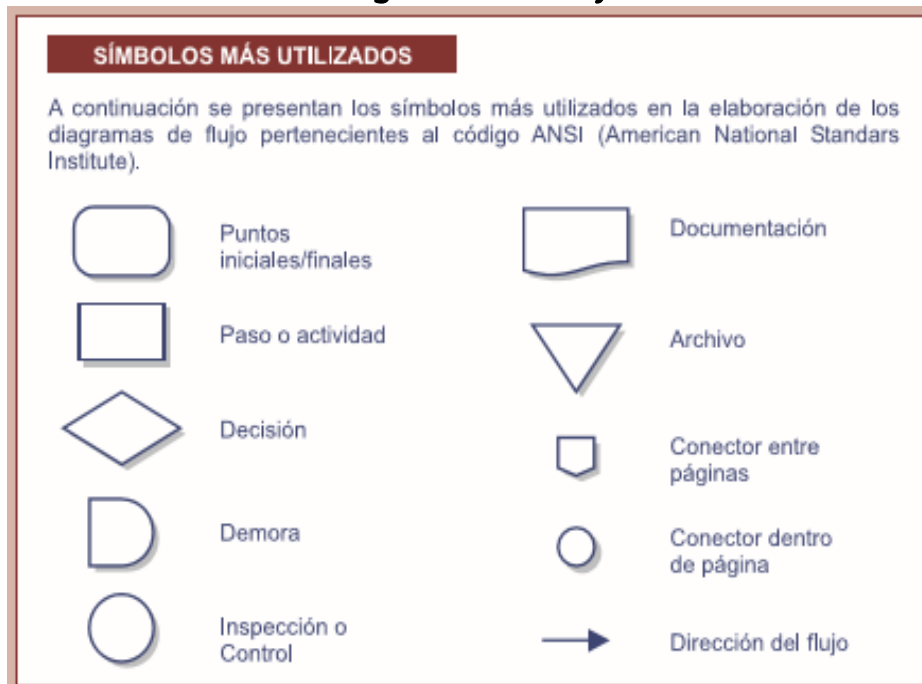 SÍMBOLOS MÁS UTILIZADOS
A continuación se presentan los símbolos más utilizados en la elaboración de los
diagramas de flujo pertenecientes al código ANSI (American National Standars
Institute).
Puntos
iniciales/finales
Documentación
Paso o actividad
Archivo
Decisión
Conector entre
páginas
Demora
Conector dentro
de página
Inspección o
Control
Dirección del flujo